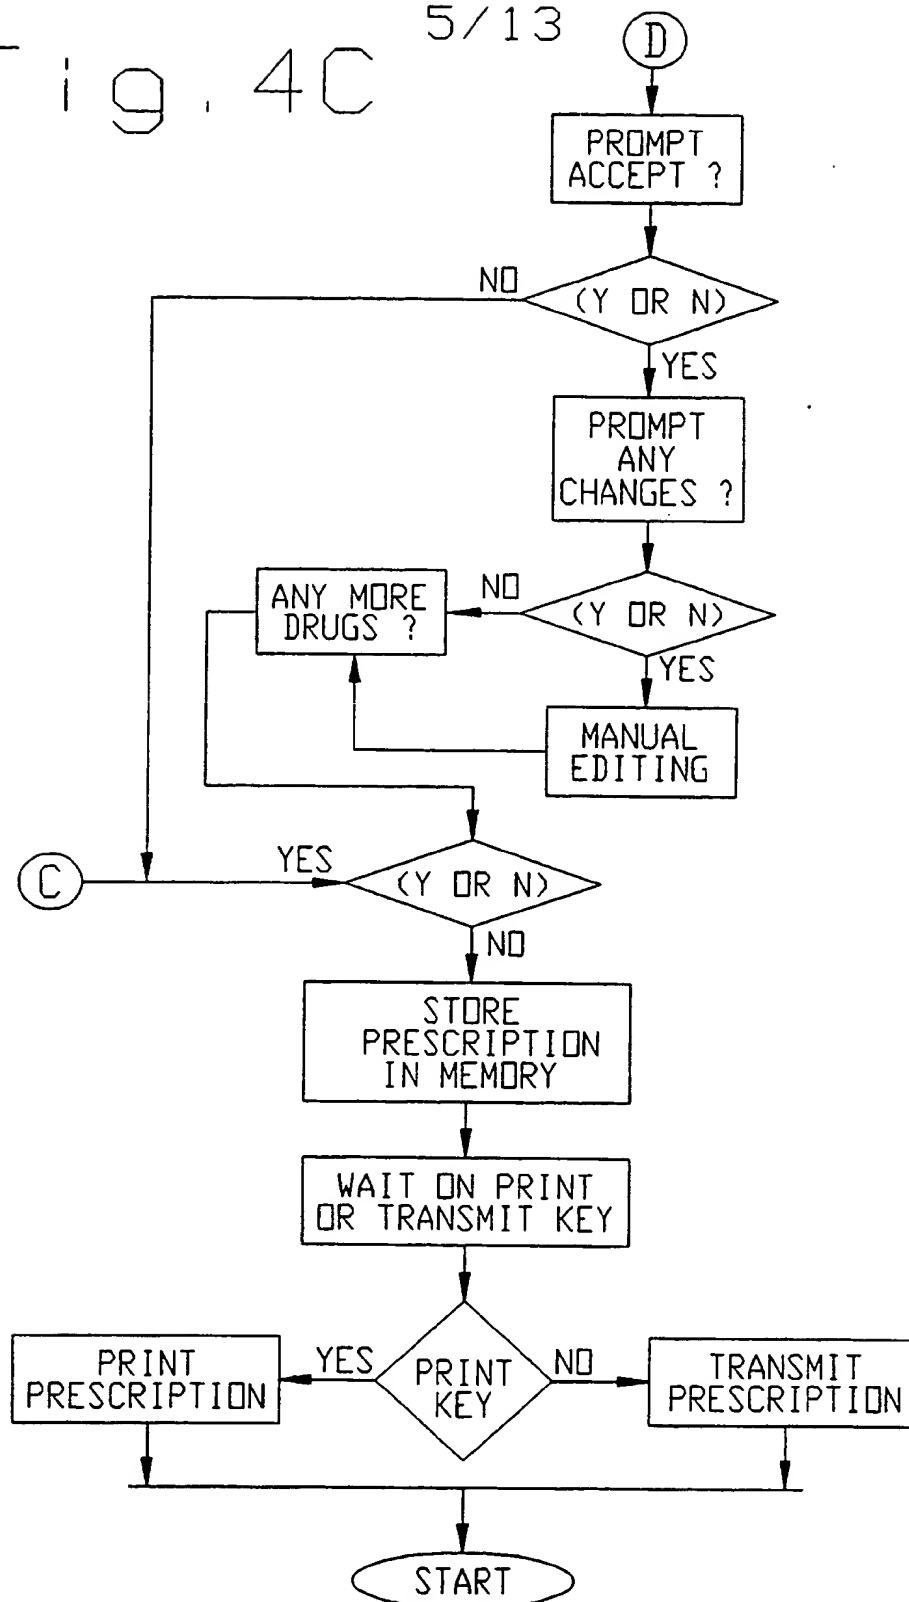 5/13
Fig. 4C
D
PROMPT
ACCEPT ?
NO
(Y OR N)
YES
PROMPT
ANY
CHANGES ?
ANY MORE
DRUGS ?
NO
(Y OR N)
YES
MANUAL
EDITING
C
YES
(Y OR N)
NO
STORE
PRESCRIPTION
IN MEMORY
WAIT ON PRINT
OR TRANSMIT KEY
PRINT
PRESCRIPTION
YES
PRINT
KEY
NO
TRANSMIT
PRESCRIPTION
START